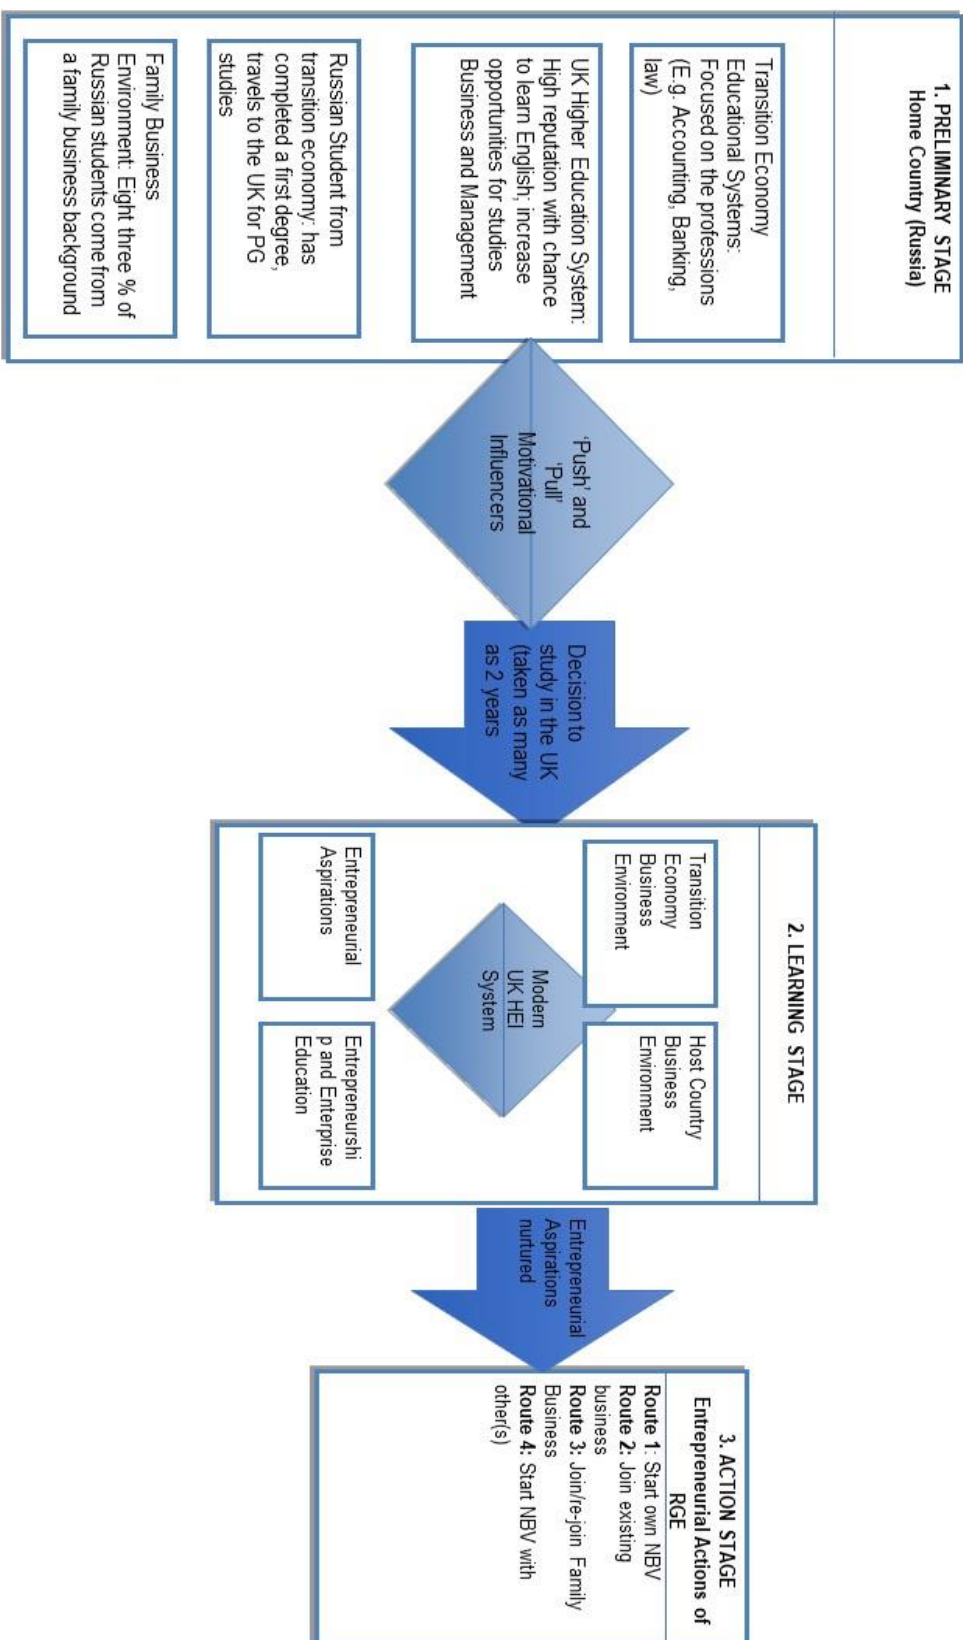 1. PRELIMINARY STAGE
Home Country (Russia)
Transition Economy
Educational Systems:
Focused on the professions
(E.g. Accounting, Banking,
law)
UK Higher Education System:
High reputation with chance
to learn English; increase
opportunities for studies
Business and Management
Russian Student from
transition economy: has
completed a first degree,
travels to the UK for PG
studies
Family Business
Environment: Eight three % of
Russian students come from
a family business background
'Push' and
'Pull'
Motivational
Influencers
Decision to
study in the UK
(taken as many
as 2 years
2. LEARNING STAGE
Transition
Economy
Business
Environment
Host Country
Business
Environment
Modern
UK HEI
System
Entrepreneurial
Aspirations
Entrepreneurshi
p and Enterprise
Education
Entrepreneurial
Aspirations
nurtured
3. ACTION STAGE
Entrepreneurial Actions of
RGE
Route 1: Start own NBV
Route 2: Join existing
business
Route 3: Join/re-join Family
Business
Route 4: Start NBV with
other(s)